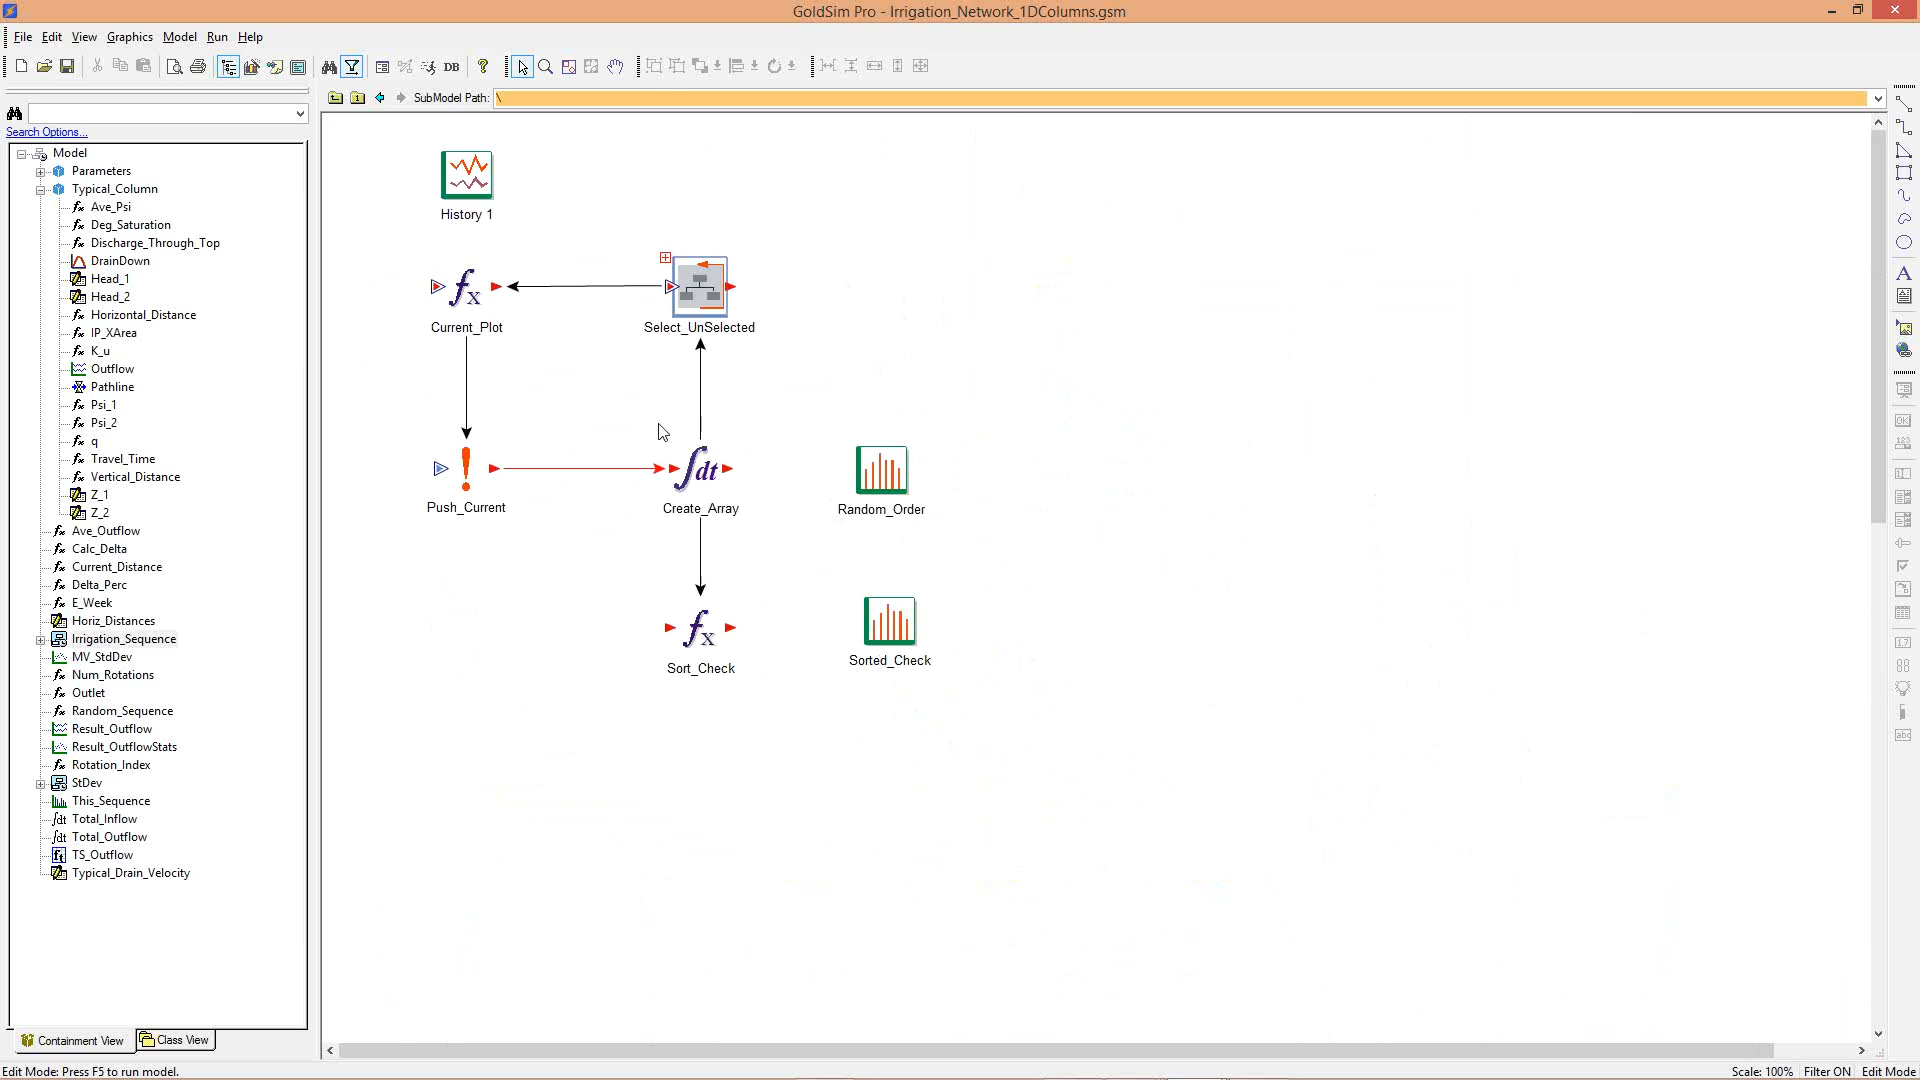 GoldSim Pro - Irrigation_Network_1DColumns.gsm
File Edit View Graphics Model Run Help
DB
SubModel Path: \
Search Options...
Model
Parameters
Typical_Column
Ave_Psi
Deg_Saturation
Discharge_Through_Top
DrainDown
Head_1
Head_2
Horizontal_Distance
IP_XArea
K_u
Outflow
Pathline
Psi_1
Psi_2
q
Travel_Time
Vertical_Distance
Z_1
Z_2
Ave_Outflow
Calc_Delta
Current_Distance
Delta_Perc
E_Week
Horiz_Distances
Irrigation_Sequence
MV_StdDev
Num_Rotations
Outlet
Random_Sequence
Result_Outflow
Result_OutflowStats
Rotation_Index
StDev
This_Sequence
Total_Inflow
Total_Outflow
TS_Outflow
Typical_Drain_Velocity
Containment View
Class View
History 1
Current_Plot
Select_UnSelected
Push_Current
Create_Array
Random_Order
Sort_Check
Sorted_Check
Edit Mode: Press F5 to run model.
Scale: 100% Filter ON Edit Mode